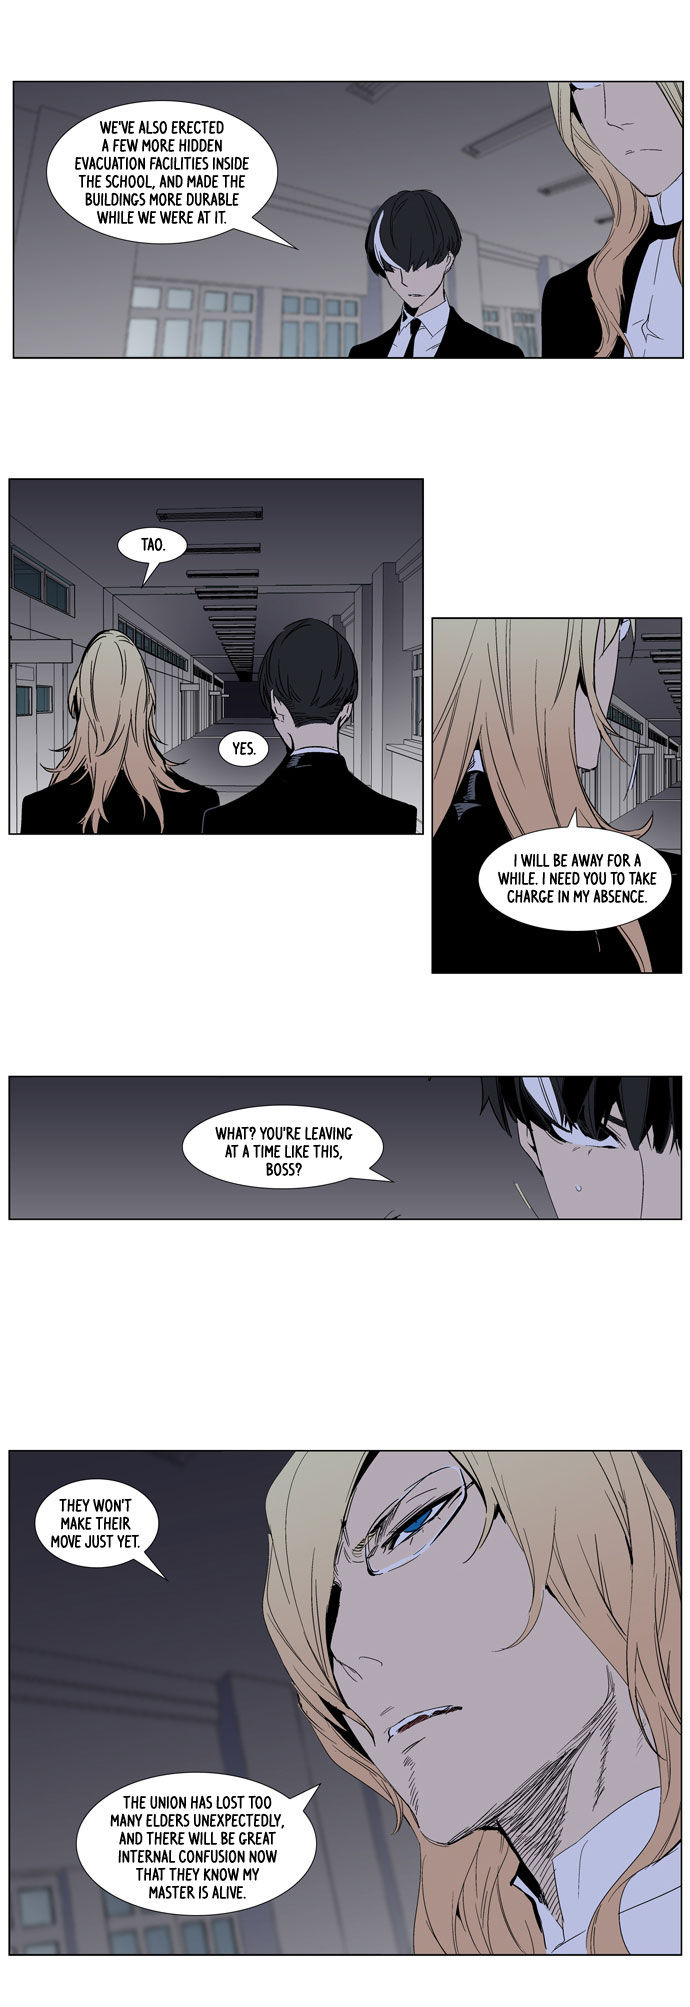 WE'VE ALSO ERECTED
A FEW MORE HIDDEN
EVACUATION FACILITIES INSIDE
THE SCHOOL, AND MADE THE
BUILDINGS MORE DURABLE
WHILE WE WERE AT IT.
TAO.
YES.
I WILL BE AWAY FOR A
WHILE. I NEED YOU TO TAKE
CHARGE IN MY ABSENCE.
WHAT? YOU'RE LEAVING
AT A TIME LIKE THIS,
BOSS?
THEY WON'T
MAKE THEIR
MOVE JUST YET.
THE UNION HAS LOST TOO
MANY ELDERS UNEXPECTEDLY,
AND THERE WILL BE GREAT
INTERNAL CONFUSION NOW
THAT THEY KNOW MY
MASTER IS ALIVE.